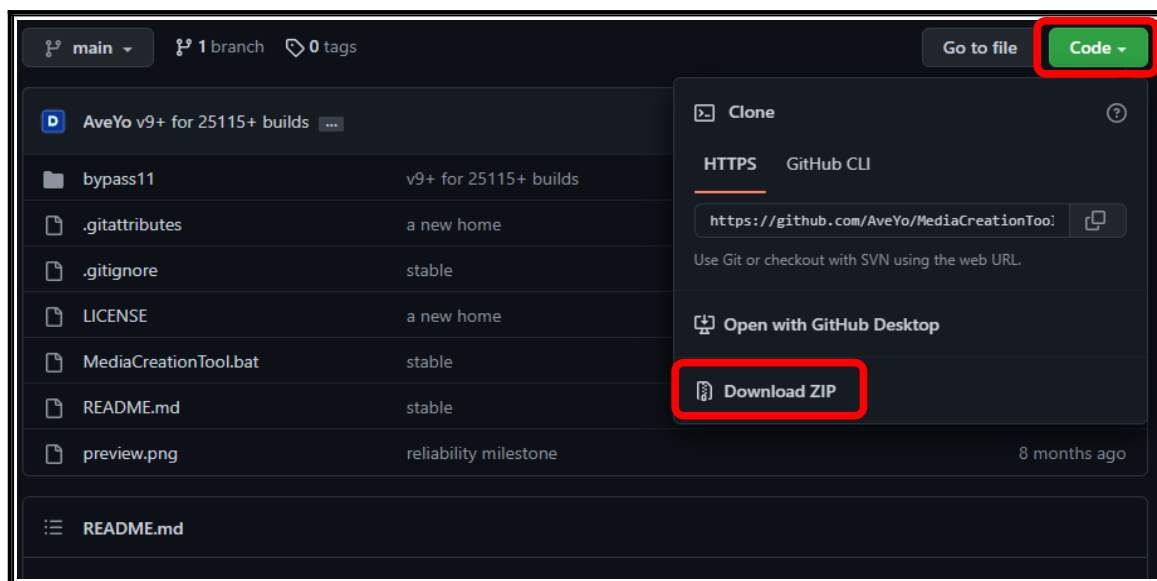 main 1 branch 0 tags Go to file Code
AveYo v9+ for 25115+ builds ...
bypass11 v9+ for 25115+ builds
.gitattributes a new home
.gitignore stable
LICENSE a new home
MediaCreationTool.bat stable
README.md stable
preview.png reliability milestone 8 months ago
README.md
Clone
HTTPS GitHub CLI
https://github.com/AveYo/MediaCreationTool
Use Git or checkout with SVN using the web URL.
Open with GitHub Desktop
Download ZIP